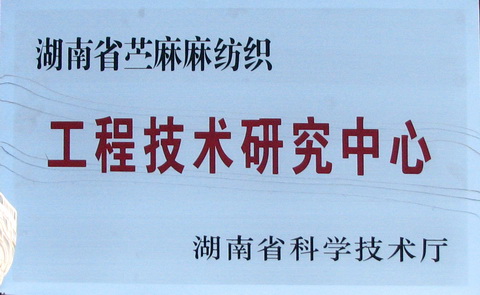 湖南省苎麻麻纺织
工程技术研究中心
湖南省科学技术厅